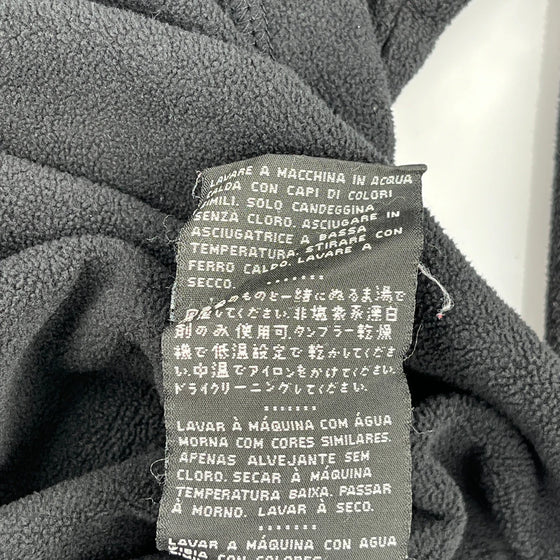 LAVARE A MACCHINA IN ACQUA
CALDA CON CAPI DI COLORI
SIMILI. SOLO CANDEGGINA
SENZA CLORO. ASCIUGARE IN
ASCIUGATRICE A BASSA
TEMPERATURA. STIRARE CON
FERRO CALDO. LAVARE A
SECCO.
のものと一緒にぬるま湯で
してください。非塩素系漂白
剤のみ使用可。タンブラー乾燥
機で低温設定で乾かしてくださ
い。中温でアイロンをかけてください。
ドライクリーニングしてください。
LAVAR À MÁQUINA COM ÁGUA
MORNA COM CORES SIMILARES.
APENAS ALVEJANTE SEM
CLORO. SECAR À MÁQUINA
TEMPERATURA BAIXA. PASSAR
À MORNO. LAVAR À SECO.
LAVAR A MÁQUINA COM AGUA